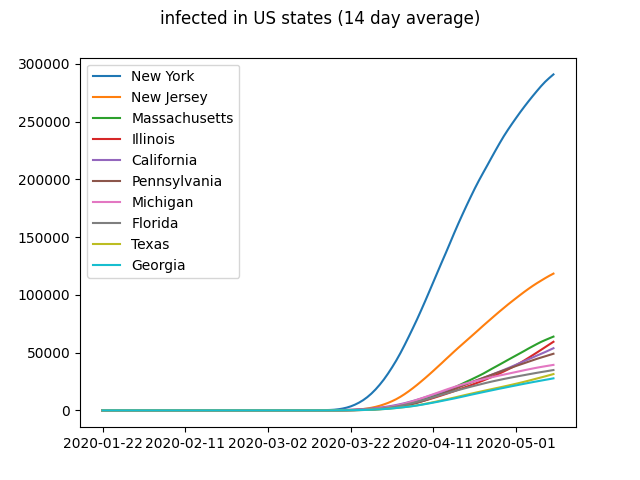 infected in US states (14 day average)
300000
250000
200000
150000
100000
50000
0
New York
New Jersey
Massachusetts
Illinois
California
Pennsylvania
Michigan
Florida
Texas
Georgia
2020-01-22 2020-02-11 2020-03-02 2020-03-22 2020-04-11 2020-05-01